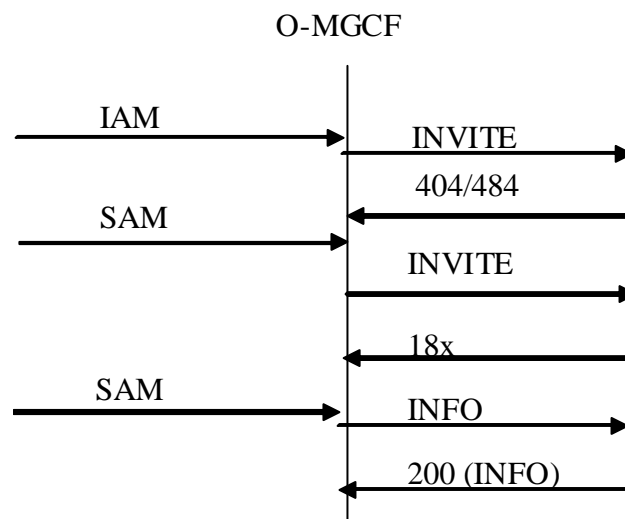 O-MGCF
IAM
INVITE
404/484
SAM
INVITE
18x
SAM
INFO
200 (INFO)